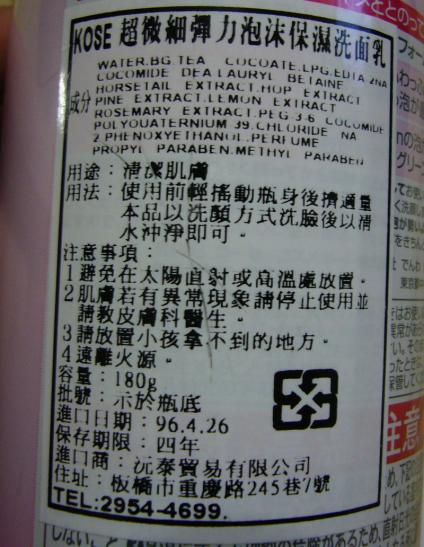 KOSE 超微細彈力泡沫保濕洗面乳
成分
WATER.BG.TEA COCOATE.LPG.EDTA 2NA
COCOMIDE DEA LAURYL BETAINE
HORSETAIL EXTRACT.HOP EXTRACT
PINE EXTRACT.LEMON EXTRACT
ROSEMARY EXTRACT.PEG.3-6 COCOMIDE
POLYOUATERNIUM 39.CHLORIDE NA
2.PHENOXYETHANOL.PERFUME
PROPYL PARABEN.METHYL PARABEN
用途：清潔肌膚
用法：使用前輕搖動瓶身後擠適量
本品以洗顏方式洗臉後以清
水沖淨即可。
注意事項：
1避免在太陽直射或高溫處放置。
2肌膚若有異常現象請停止使用並
請教皮膚科醫生。
3請放置小孩拿不到的地方。
4遠離火源。
容量：180g
批號：示於瓶底
進口日期：96.4.26
保存期限：四年
進口商：沅泰貿易有限公司
住址：板橋市重慶路245巷7號
TEL:2954-4699.
注意